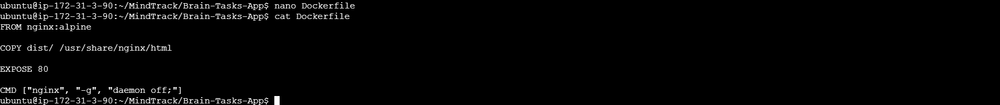 ubuntu@ip-172-31-3-90:~/MindTrack/Brain-Tasks-App$ nano Dockerfile
ubuntu@ip-172-31-3-90:~/MindTrack/Brain-Tasks-App$ cat Dockerfile
FROM nginx:alpine
COPY dist/ /usr/share/nginx/html
EXPOSE 80
CMD ["nginx", "-g", "daemon off;"]
ubuntu@ip-172-31-3-90:~/MindTrack/Brain-Tasks-App$